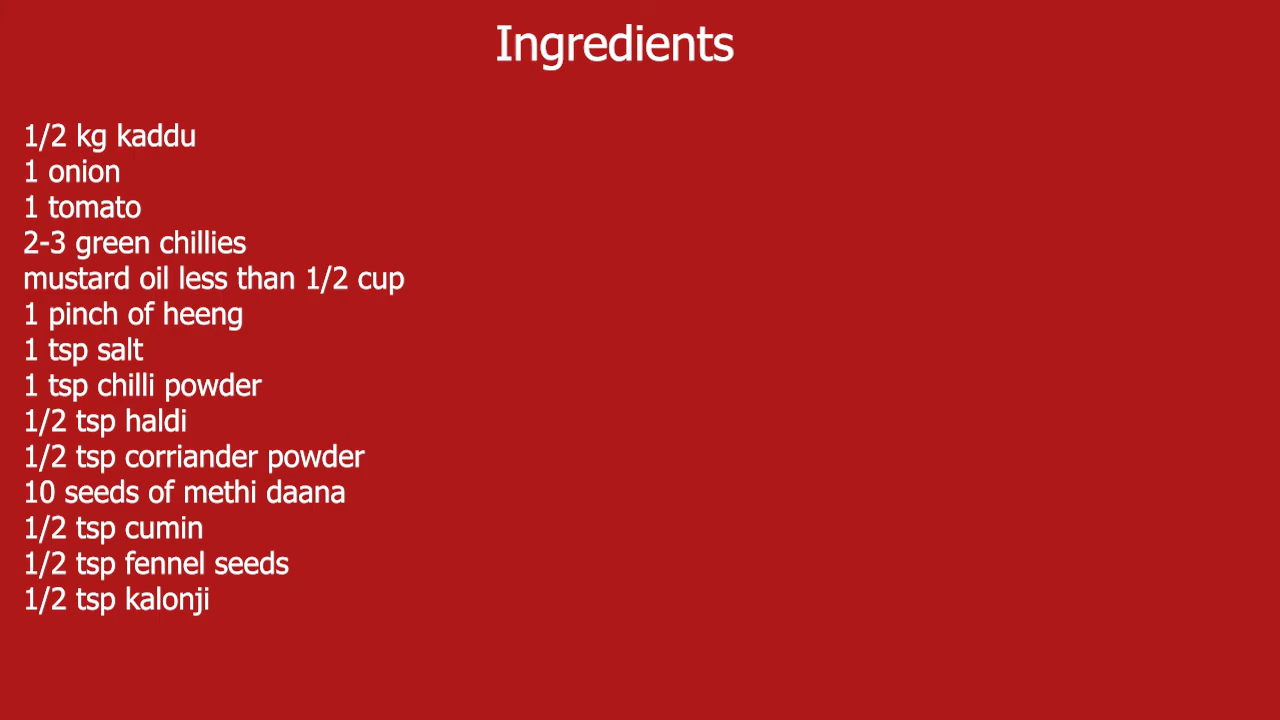 Ingredients
1/2 kg kaddu
1 onion
1 tomato
2-3 green chillies
mustard oil less than 1/2 cup
1 pinch of heeng
1 tsp salt
1 tsp chilli powder
1/2 tsp haldi
1/2 tsp corriander powder
10 seeds of methi daana
1/2 tsp cumin
1/2 tsp fennel seeds
1/2 tsp kalonji